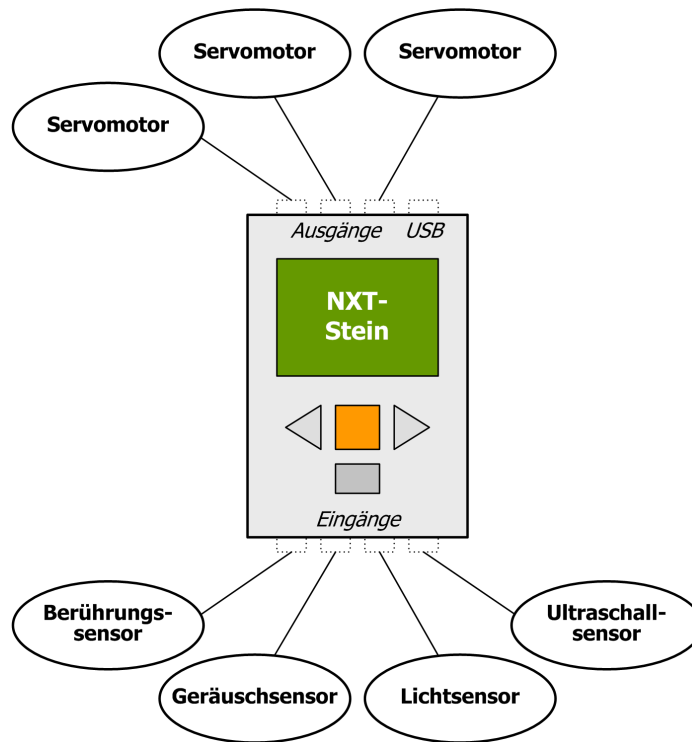 Servomotor
Servomotor
Servomotor
Ausgänge
USB
NXT-
Stein
Eingänge
Berührungs-
sensor
Ultraschall-
sensor
Geräuschsensor
Lichtsensor